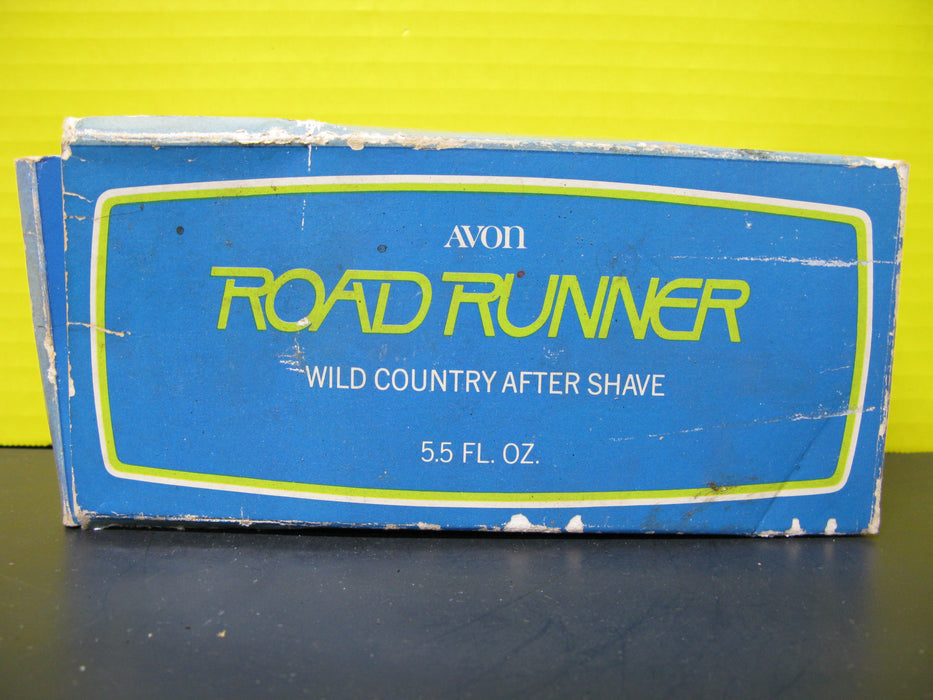 AVON
ROAD RUNNER
WILD COUNTRY AFTER SHAVE
5.5 FL. OZ.